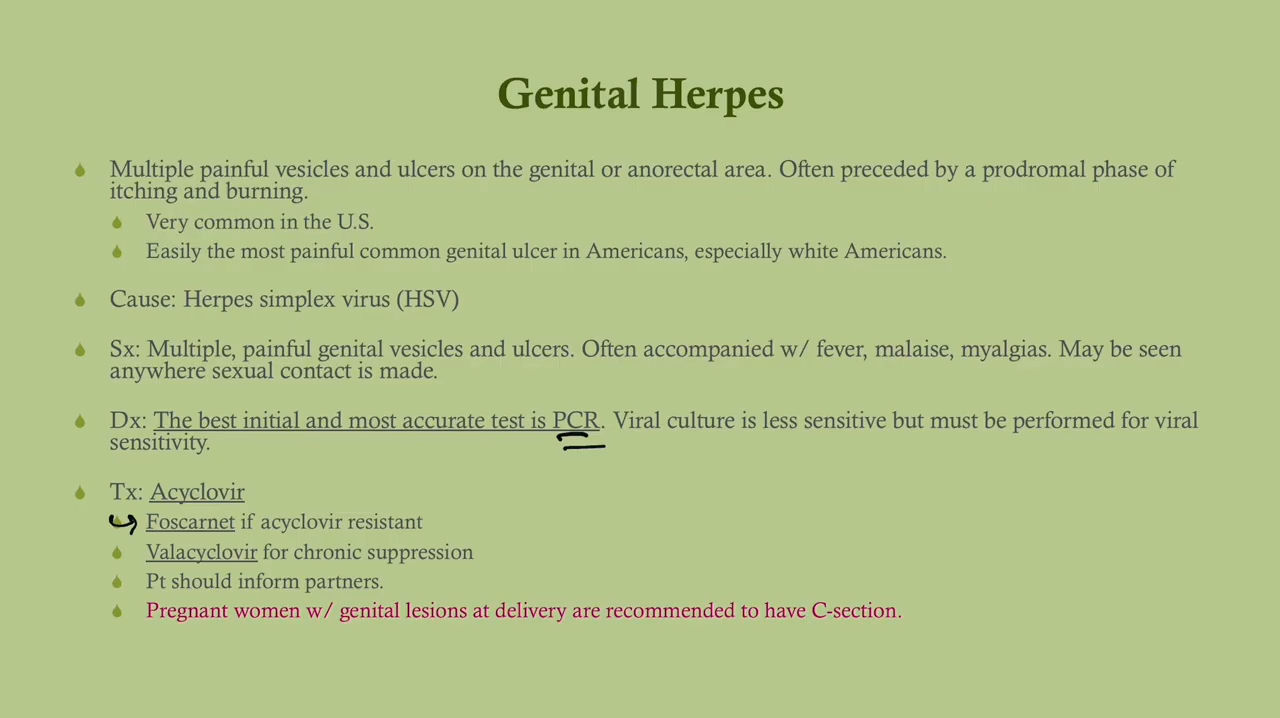 Genital Herpes
Multiple painful vesicles and ulcers on the genital or anorectal area. Often preceded by a prodromal phase of
itching and burning.
Very common in the U.S.
Easily the most painful common genital ulcer in Americans, especially white Americans.
Cause: Herpes simplex virus (HSV)
Sx: Multiple, painful genital vesicles and ulcers. Often accompanied w/ fever, malaise, myalgias. May be seen
anywhere sexual contact is made.
Dx: The best initial and most accurate test is PCR. Viral culture is less sensitive but must be performed for viral
sensitivity.
Tx: Acyclovir
Foscarnet if acyclovir resistant
Valacyclovir for chronic suppression
Pt should inform partners.
Pregnant women w/ genital lesions at delivery are recommended to have C-section.